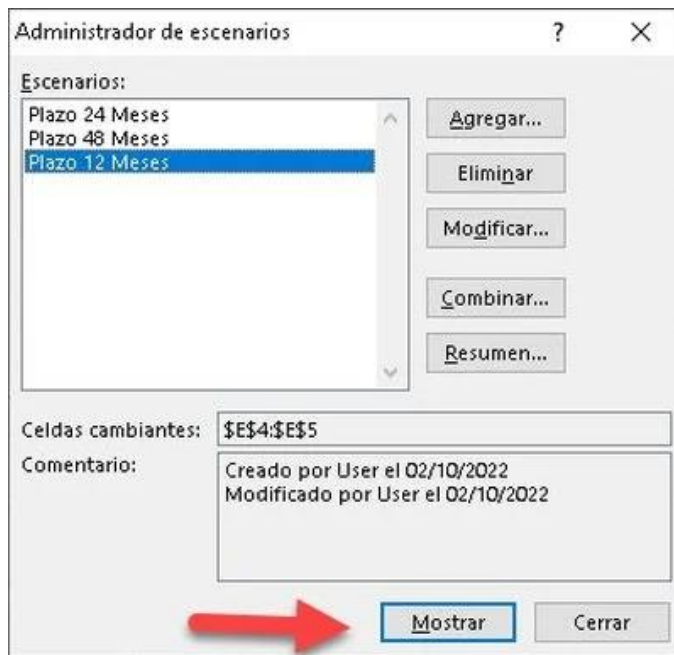 Administrador de escenarios
?
Escenarios:
Plazo 24 Meses
Plazo 48 Meses
Plazo 12 Meses
Agregar...
Eliminar
Modificar...
Combinar...
Resumen...
Celdas cambiantes: $E$4:$E$5
Comentario: Creado por User el 02/10/2022
Modificado por User el 02/10/2022
Mostrar
Cerrar